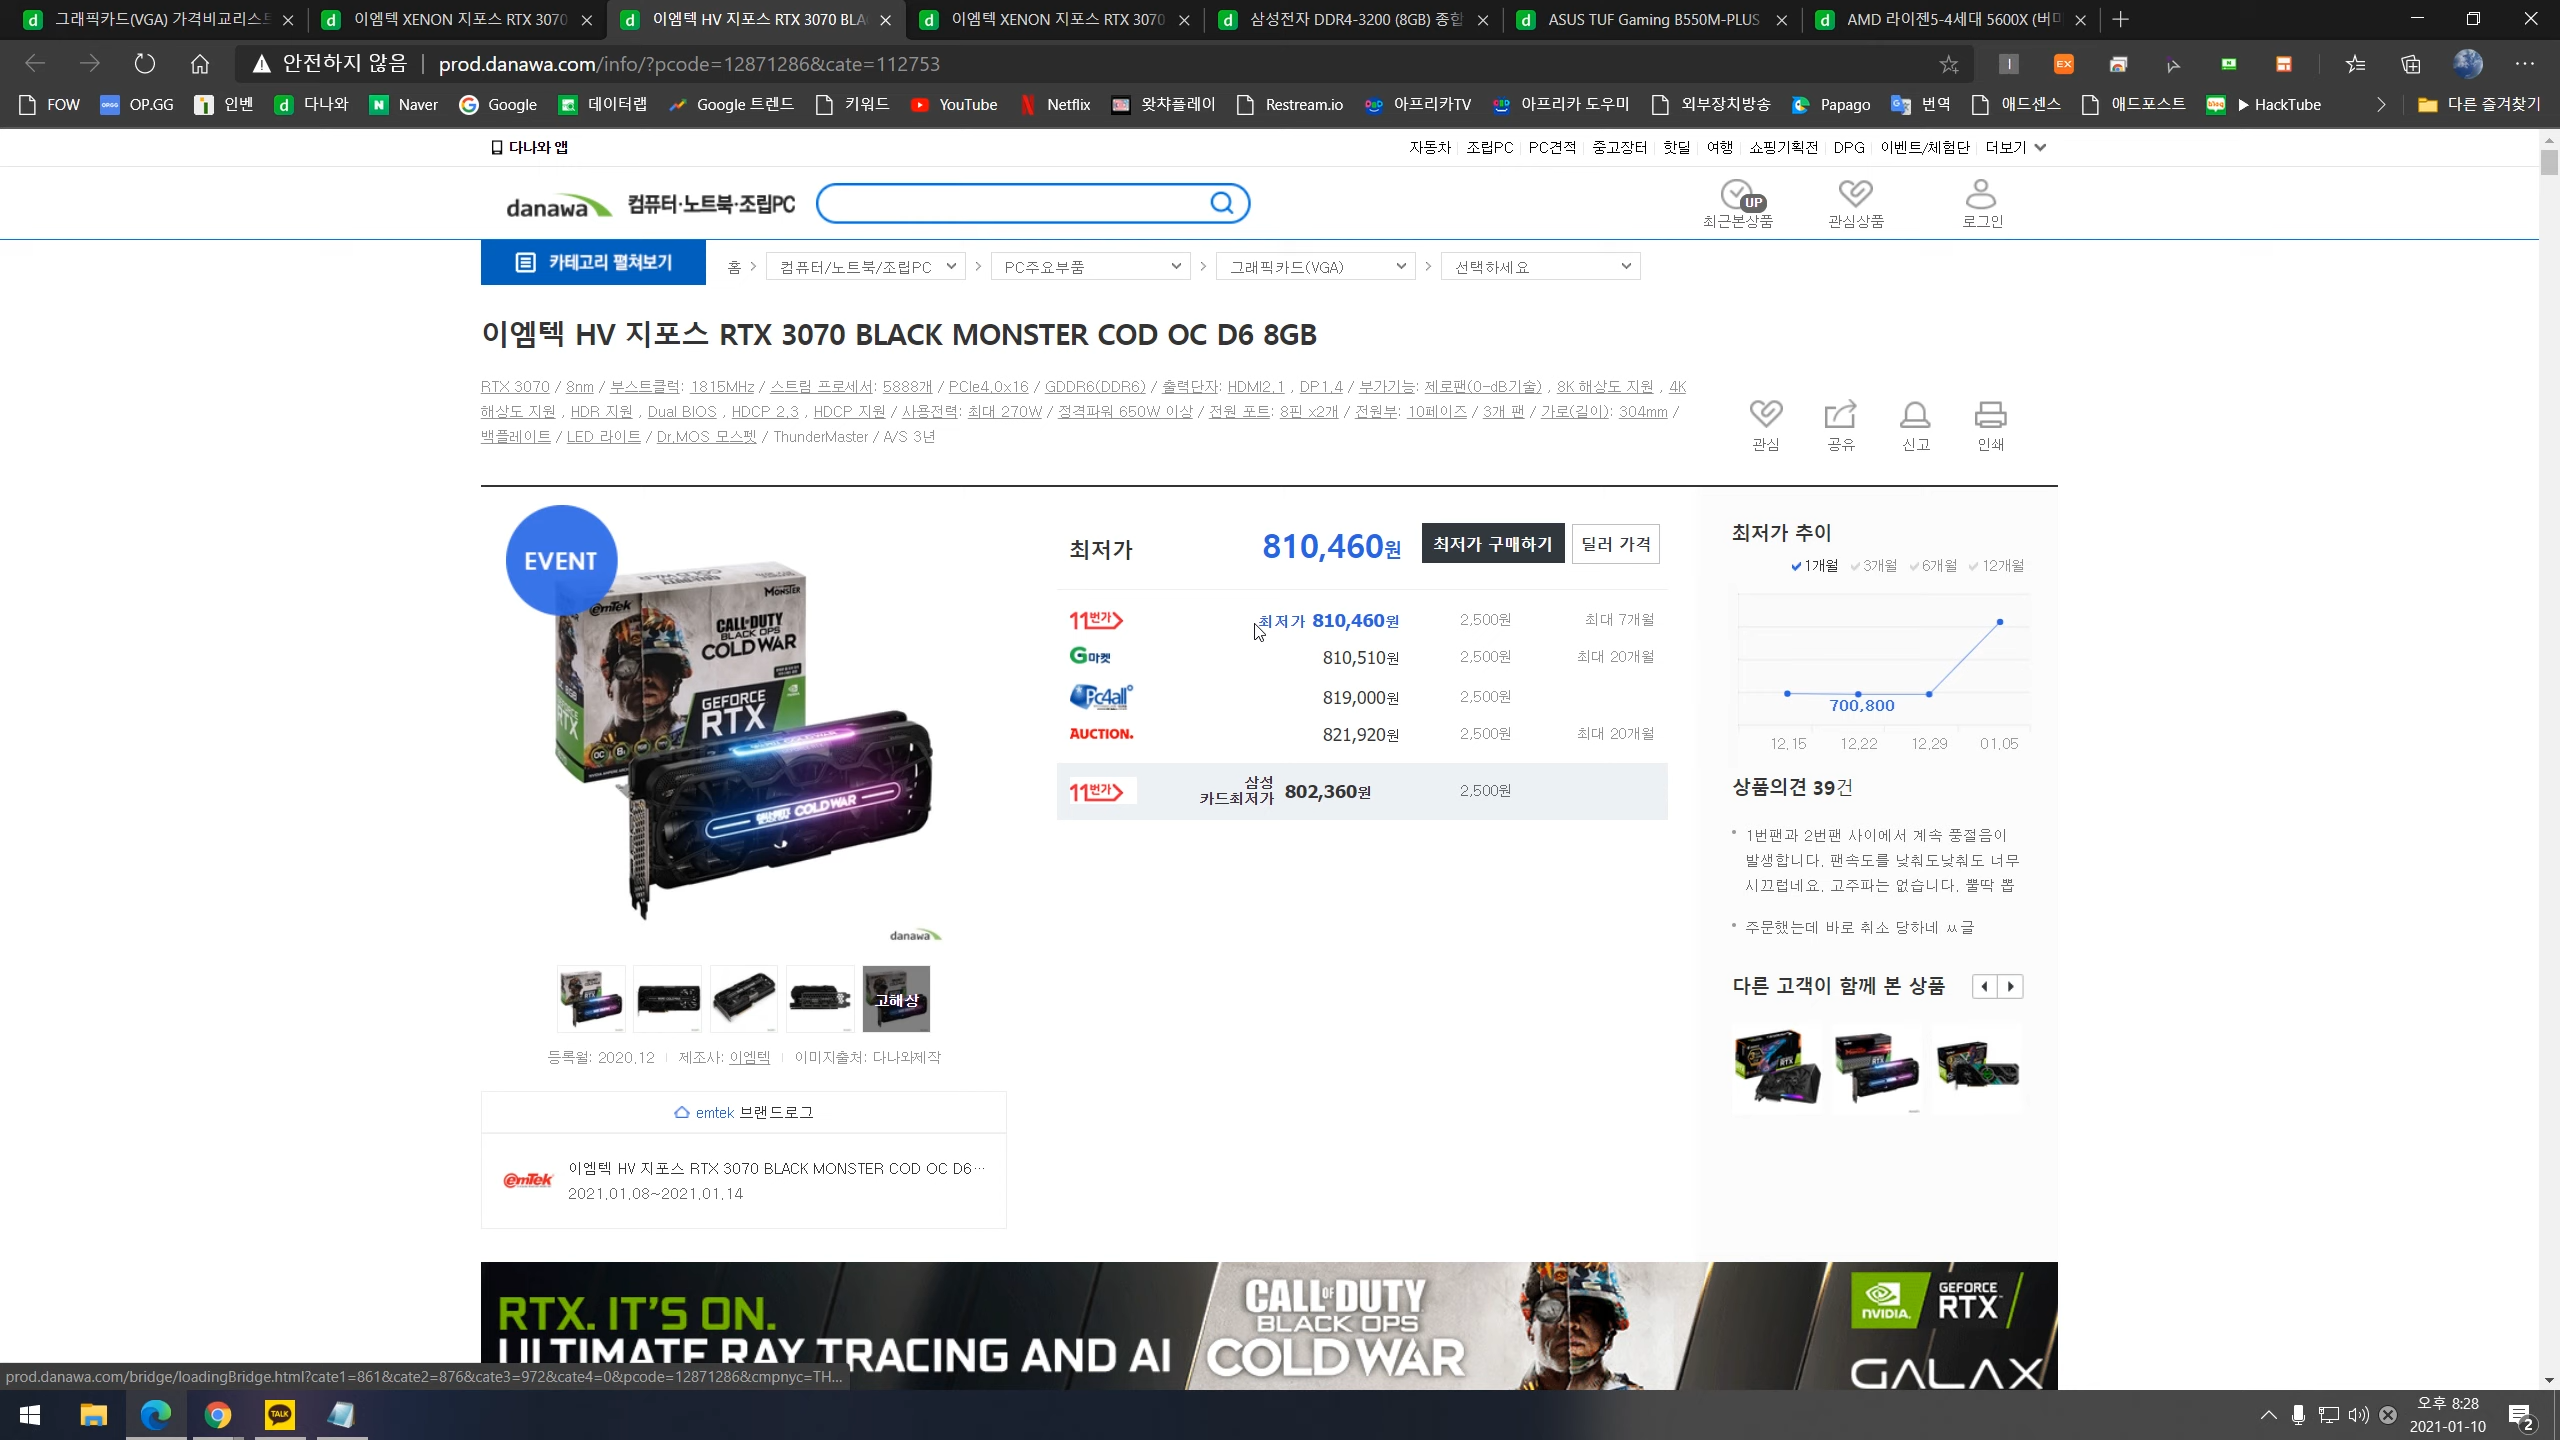 그래픽카드(VGA) 가격비교리스트
이엠텍 XENON 지포스 RTX 3070
이엠텍 HV 지포스 RTX 3070 BLA
이엠텍 XENON 지포스 RTX 3070
삼성전자 DDR4-3200 (8GB) 종합
ASUS TUF Gaming B550M-PLUS
AMD 라이젠5-4세대 5600X (버미
안전하지 않음 | prod.danawa.com/info/?pcode=12871286&cate=112753
FOW OP.GG 인벤 다나와 Naver Google 데이터랩 Google 트렌드 키워드 YouTube Netflix 왓챠플레이 Restream.io 아프리카TV 아프리카 도우미 외부장치방송 Papago 번역 애드센스 애드포스트 ▶ HackTube 다른 즐겨찾기
다나와 앱
자동차 조립PC PC견적 중고장터 핫딜 여행 쇼핑기획전 DPG 이벤트/체험단 더보기
danawa 컴퓨터·노트북·조립PC
UP
최근본상품 관심상품 로그인
카테고리 펼쳐보기
홈 > 컴퓨터/노트북/조립PC > PC주요부품 > 그래픽카드(VGA) > 선택하세요
이엠텍 HV 지포스 RTX 3070 BLACK MONSTER COD OC D6 8GB
RTX 3070 / 8nm / 부스트클럭: 1815MHz / 스트림 프로세서: 5888개 / PCIe4.0x16 / GDDR6(DDR6) / 출력단자: HDMI2.1 , DP1.4 / 부가기능: 제로팬(0-dB기술) , 8K 해상도 지원 , 4K
해상도 지원 , HDR 지원 , Dual BIOS , HDCP 2.3 , HDCP 지원 / 사용전력: 최대 270W / 정격파워 650W 이상 / 전원 포트: 8핀 x2개 / 전원부: 10페이즈 / 3개 팬 / 가로(길이): 304mm /
백플레이트 / LED 라이트 / Dr.MOS 모스펫 / ThunderMaster / A/S 3년
관심 공유 신고 인쇄
EVENT
emTek
MONSTER
CALL OF DUTY
BLACK OPS
COLD WAR
GEFORCE
RTX
COLD WAR
danawa
고해상
등록월: 2020.12 제조사: 이엠텍 이미지출처: 다나와제작
emtek 브랜드로그
emTek
이엠텍 HV 지포스 RTX 3070 BLACK MONSTER COD OC D6…
2021.01.08~2021.01.14
최저가 810,460원 최저가 구매하기 딜러 가격
11번가 최저가 810,460원 2,500원 최대 7개월
G마켓 810,510원 2,500원 최대 20개월
Pc4all 819,000원 2,500원
AUCTION. 821,920원 2,500원 최대 20개월
11번가 삼성
카드최저가 802,360원 2,500원
최저가 추이
1개월 3개월 6개월 12개월
700,800
12.15 12.22 12.29 01.05
상품의견 39건
1번팬과 2번팬 사이에서 계속 풍절음이
발생합니다. 팬속도를 낮춰도낮춰도 너무
시끄럽네요. 고주파는 없습니다. 뿔딱 뽑
주문했는데 바로 취소 당하네 ㅆ글
다른 고객이 함께 본 상품
RTX. IT'S ON.
ULTIMATE RAY TRACING AND AI
CALL OF DUTY
BLACK OPS
COLD WAR
NVIDIA.
GEFORCE
RTX
GALAX
prod.danawa.com/bridge/loadingBridge.html?cate1=861&cate2=876&cate3=972&cate4=0&pcode=12871286&cmpnyc=TH...
TALK
오후 8:28
2021-01-10
2